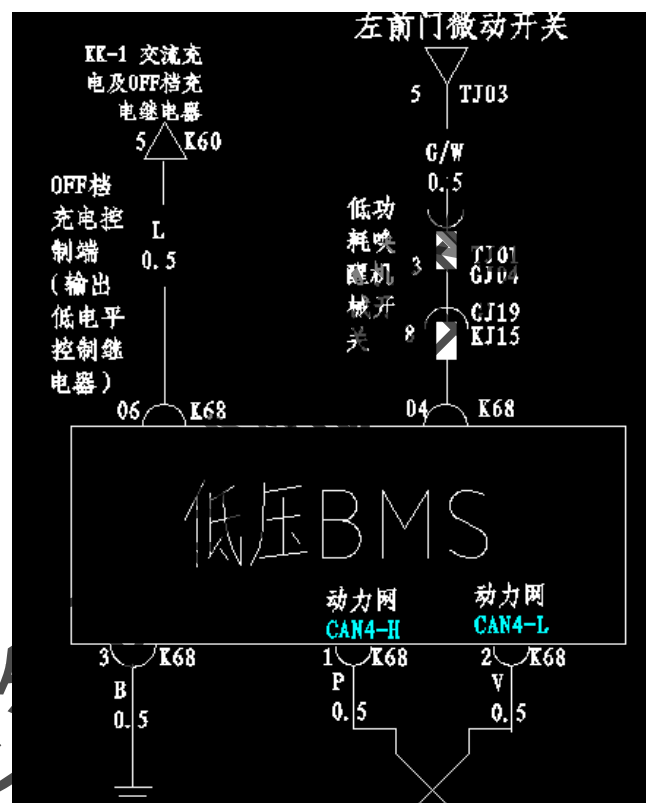 左前门微动开关
KK-1 交流充
电及OFF档充
电继电器
5 K60
5 TJ03
G/W
0.5
OFF档
充电控
制端
(输出
低电平
控制继
电器)
L
0.5
低功
耗唤
醒机
械开
关
3 TJ01
GJ04
CJ19
8 KJ15
06 K68
04 K68
低压BMS
动力网
CAN4-H
动力网
CAN4-L
3 K68
1 K68
2 K68
B
0.5
P
0.5
V
0.5